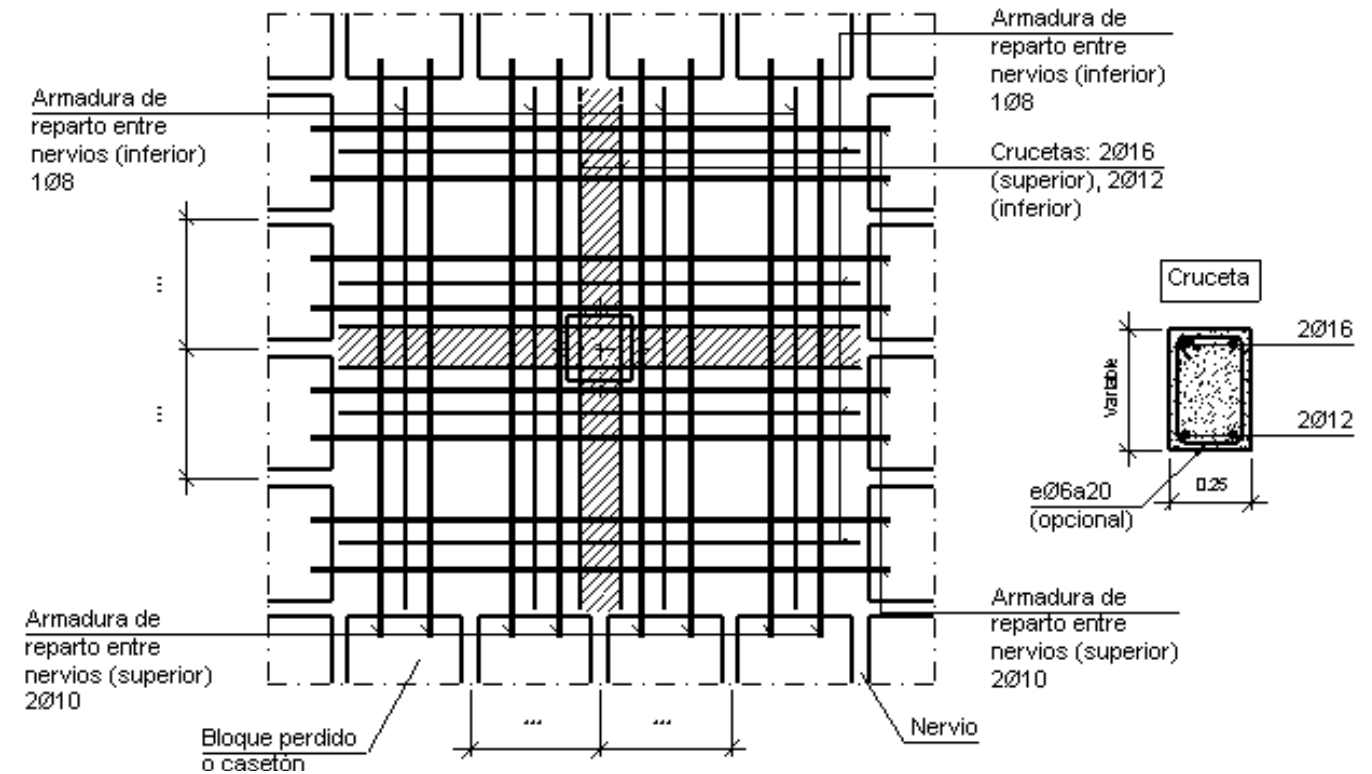 Armadura de
reparto entre
nervios (inferior)
1Ø8
Armadura de
reparto entre
nervios (inferior)
1Ø8
Crucetas: 2Ø16
(superior), 2Ø12
(inferior)
Cruceta
2Ø16
Variable
2Ø12
0.25
eØ6a20
(opcional)
...
...
Armadura de
reparto entre
nervios (superior)
2Ø10
Armadura de
reparto entre
nervios (superior)
2Ø10
...
...
Bloque perdido
o casetón
Nervio